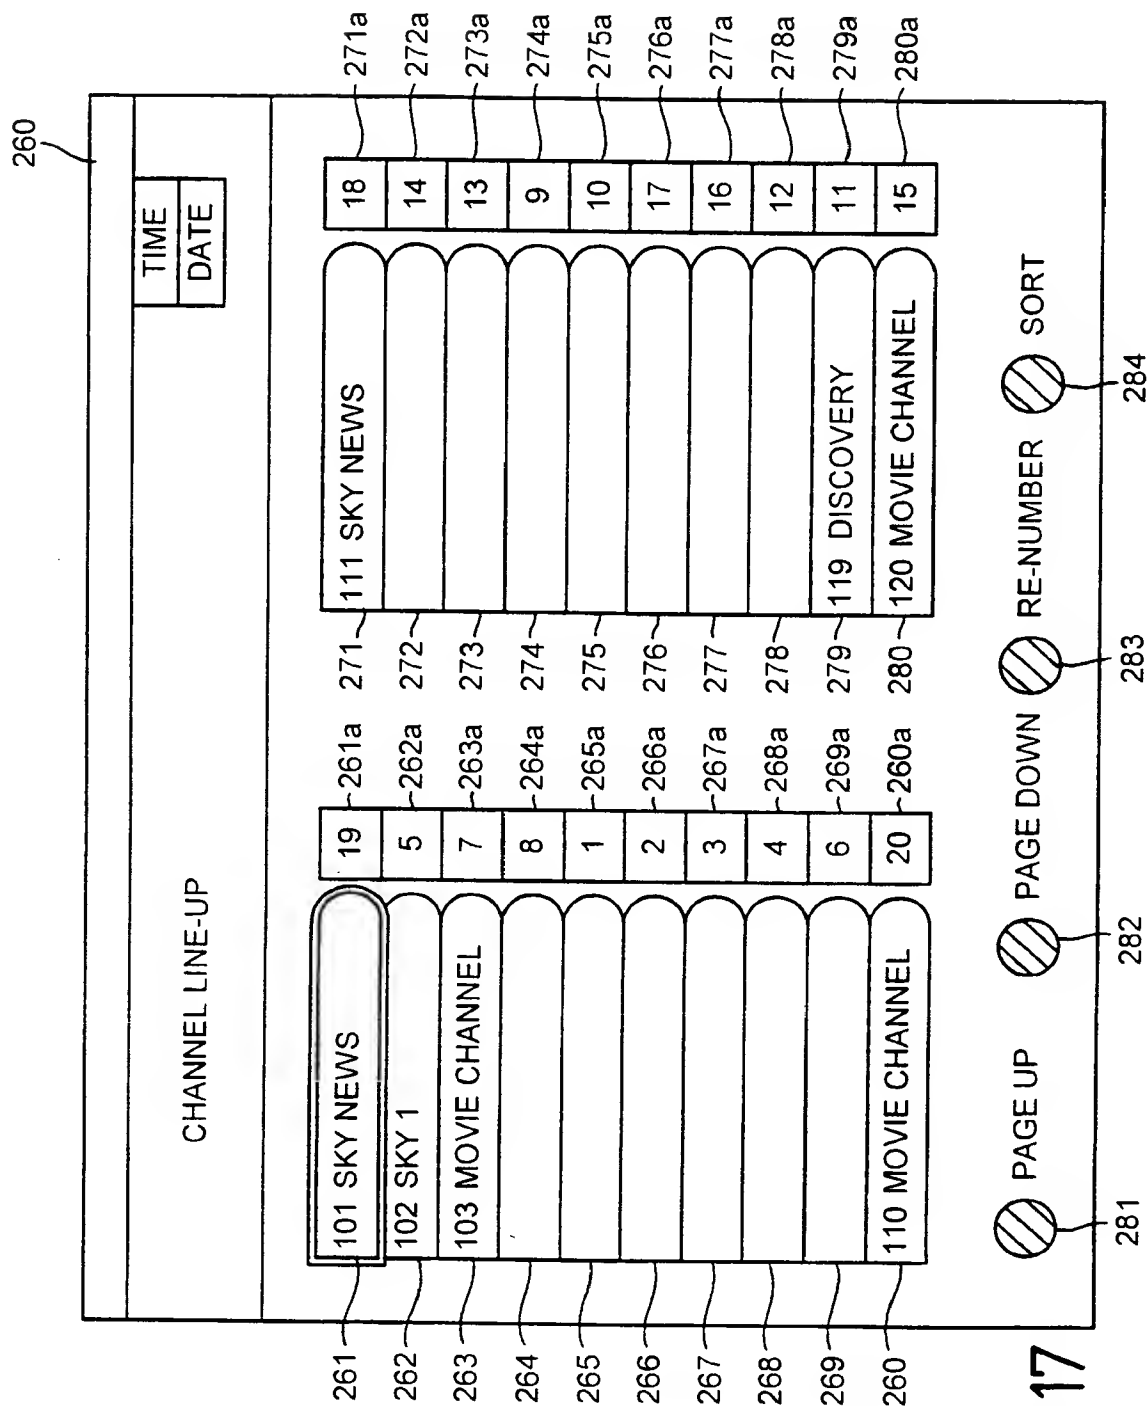 260
TIME
DATE
CHANNEL LINE-UP
261 101 SKY NEWS 19 261a
262 102 SKY 1 5 262a
263 103 MOVIE CHANNEL 7 263a
264 8 264a
265 1 265a
266 2 266a
267 3 267a
268 4 268a
269 6 269a
260 110 MOVIE CHANNEL 20 260a
271 111 SKY NEWS 18 271a
272 14 272a
273 13 273a
274 9 274a
275 10 275a
276 17 276a
277 16 277a
278 12 278a
279 119 DISCOVERY 11 279a
280 120 MOVIE CHANNEL 15 280a
PAGE UP PAGE DOWN RE-NUMBER SORT
281 282 283 284
17